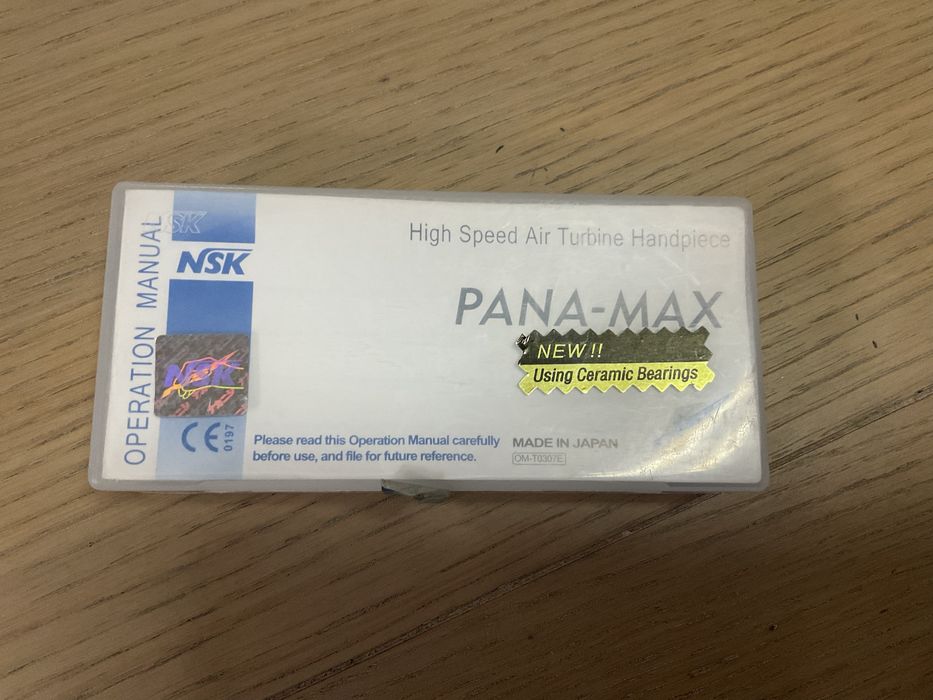 OPERATION MANUAL
NSK
NSK
High Speed Air Turbine Handpiece
PANA-MAX
NEW!!
Using Ceramic Bearings
NSK
CE 0197
Please read this Operation Manual carefully
before use, and file for future reference.
MADE IN JAPAN
OM-T0307E